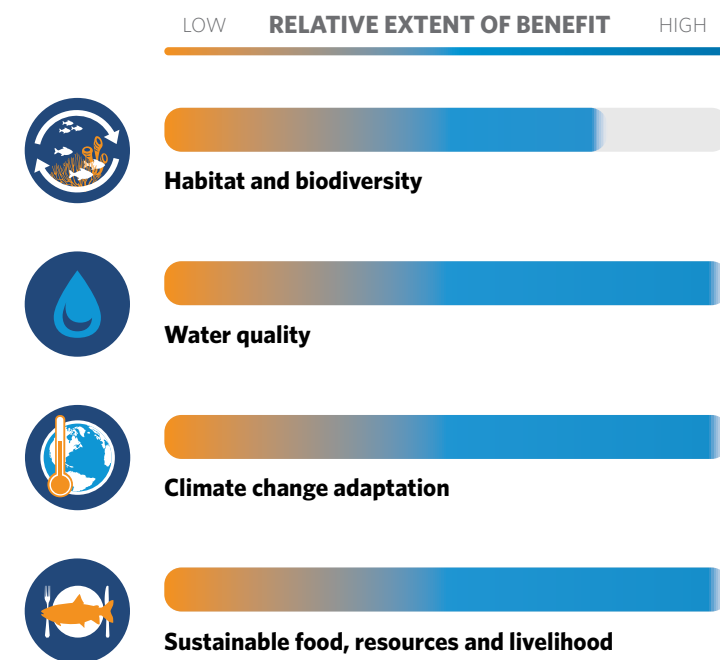 LOW RELATIVE EXTENT OF BENEFIT HIGH
Habitat and biodiversity
Water quality
Climate change adaptation
Sustainable food, resources and livelihood